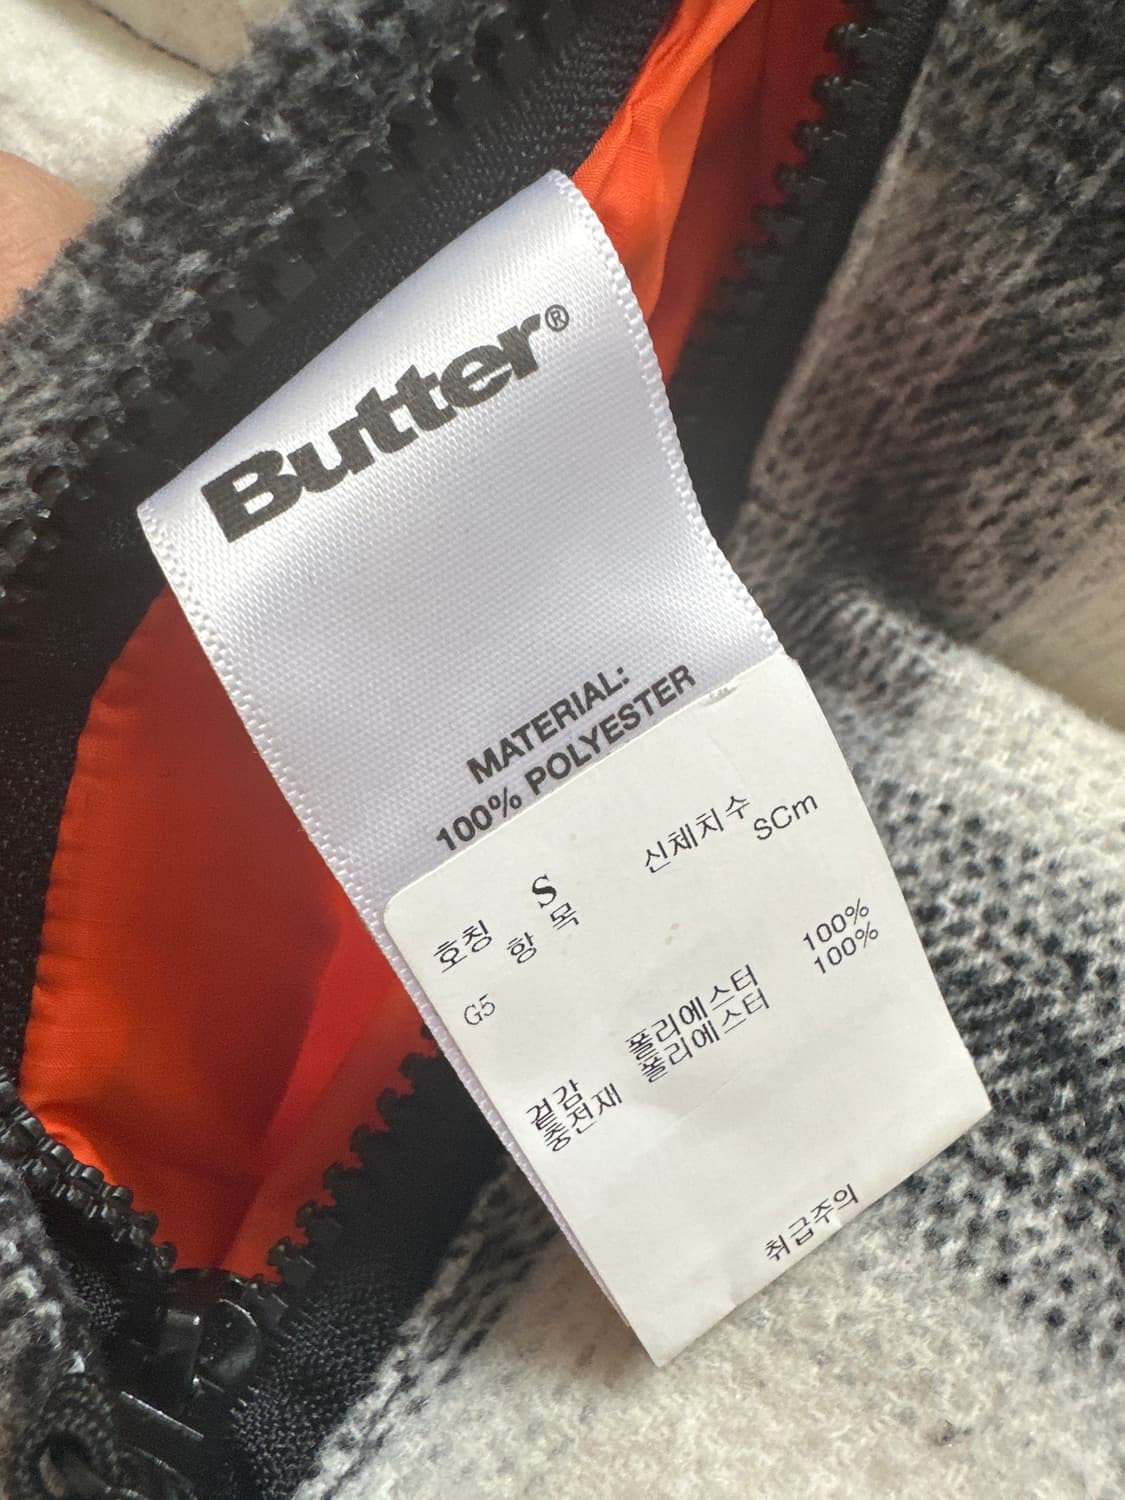 Butter®
MATERIAL:
100% POLYESTER
호칭 S 신체치수 SCm
항 목
G5
겉감 폴리에스터 100%
충전재 폴리에스터 100%
취급주의